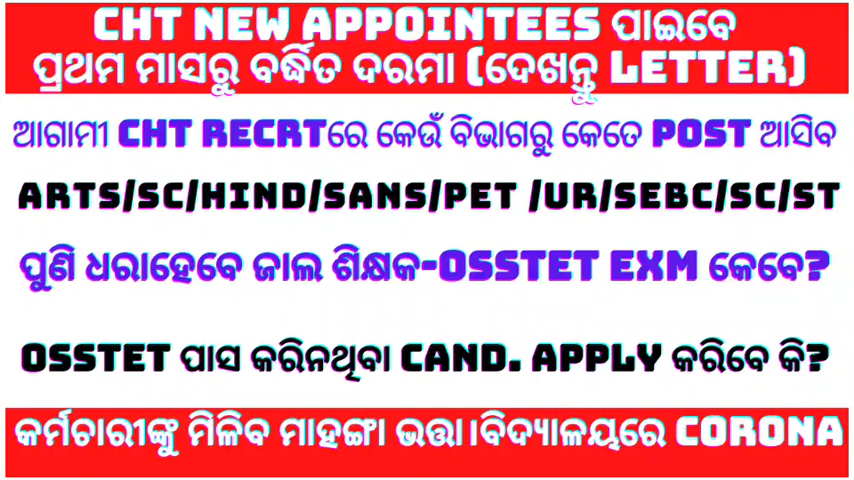 CHT NEW APPOINTEES ପାଇବେ
ପ୍ରଥମ ମାସରୁ ବର୍ଦ୍ଧିତ ଦରମା (ଦେଖନ୍ତୁ LETTER)
ଆଗାମୀ CHT RECRTରେ କେଉଁ ବିଭାଗରୁ କେତେ POST ଆସିବ
ARTS/SC/HIND/SANS/PET /UR/SEBC/SC/ST
ପୁଣି ଧରାହେବେ ଜାଲ ଶିକ୍ଷକ-OSSTET EXM କେବେ?
OSSTET ପାସ କରିନଥିବା CAND. APPLY କରିବେ କି?
କର୍ମଚାରୀଙ୍କୁ ମିଳିବ ମାହଙ୍ଗା ଭତ୍ତା।ବିଦ୍ୟାଳୟରେ CORONA